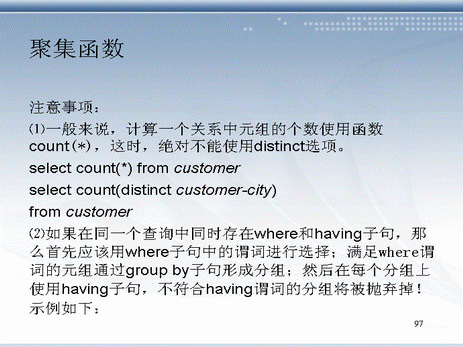 聚集函数
注意事项：
⑴一般来说，计算一个关系中元组的个数使用函数
count(*)，这时，绝对不能使用distinct选项。
select count(*) from customer
select count(distinct customer-city)
from customer
⑵如果在同一个查询中同时存在where和having子句，那
么首先应该用where子句中的谓词进行选择；满足where谓
词的元组通过group by子句形成分组；然后在每个分组上
使用having子句，不符合having谓词的分组将被抛弃掉！
示例如下：
97